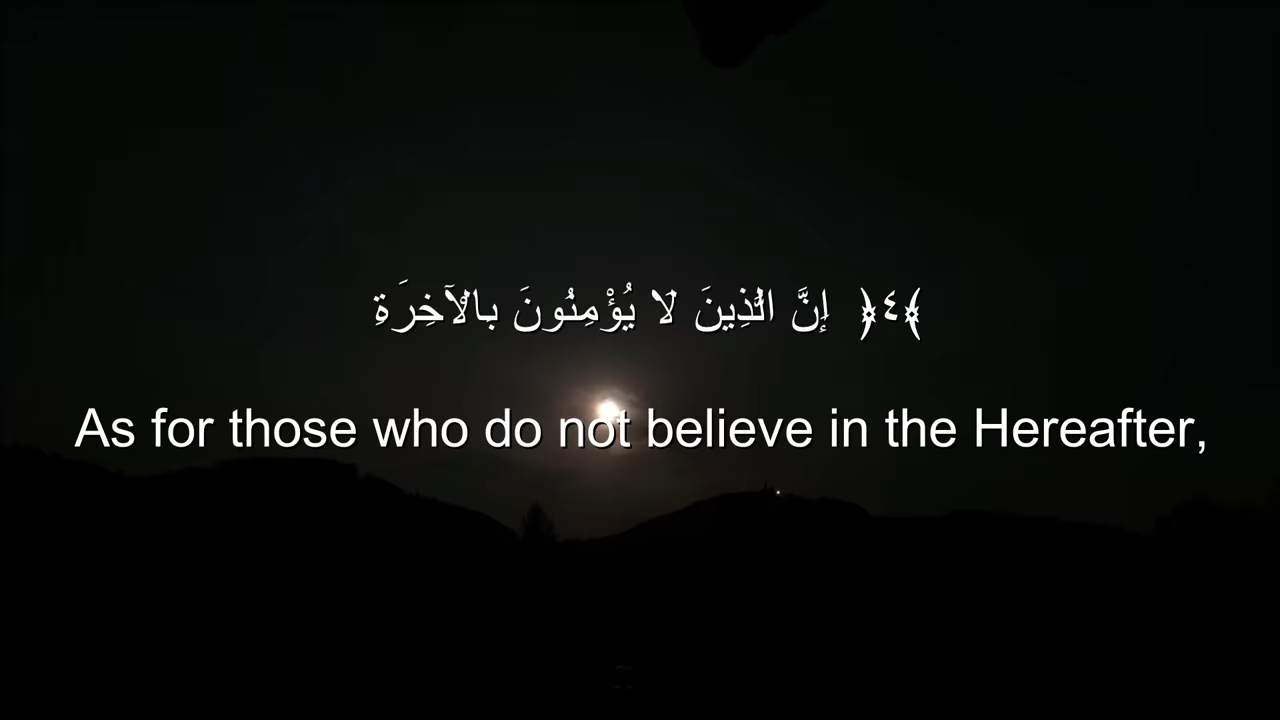 ﴿٤﴾ إِنَّ الَّذِينَ لَا يُؤْمِنُونَ بِالْآخِرَةِ
As for those who do not believe in the Hereafter,